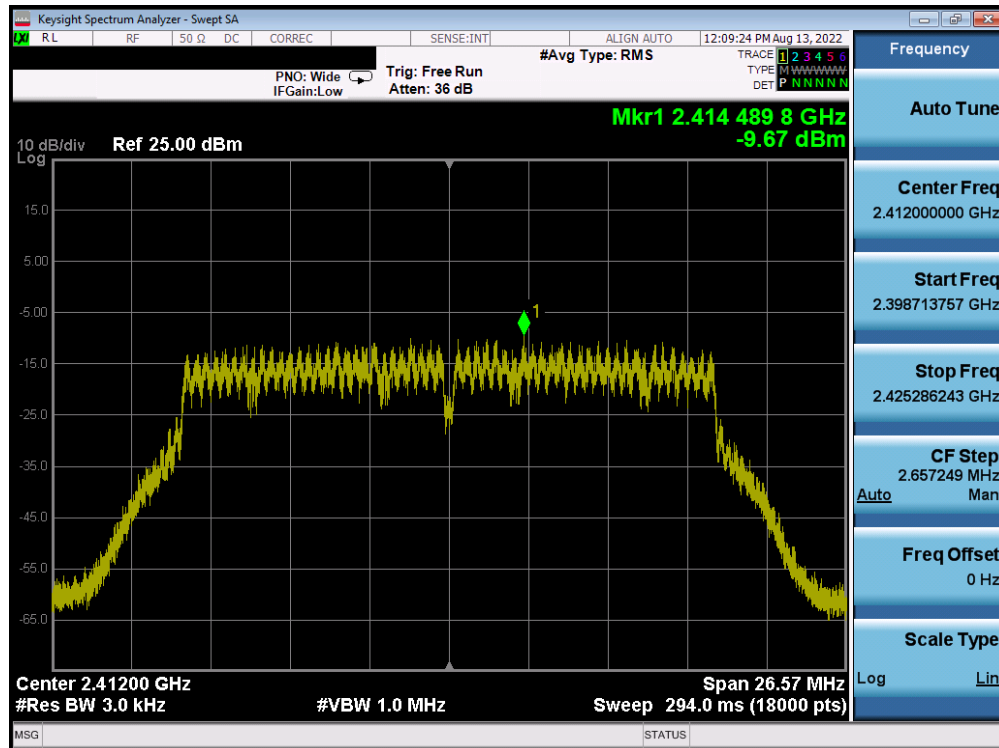 Keysight Spectrum Analyzer - Swept SA
LXI RL RF 50 Ω DC CORREC SENSE:INT ALIGN AUTO 12:09:24 PM Aug 13, 2022
#Avg Type: RMS TRACE 1 2 3 4 5 6
TYPE M WWWWW
DET P N N N N N
PNO: Wide Trig: Free Run
IFGain:Low Atten: 36 dB
Mkr1 2.414 489 8 GHz
-9.67 dBm
10 dB/div Ref 25.00 dBm
Log
15.0
5.00
-5.00
1
-15.0
-25.0
-35.0
-45.0
-55.0
-65.0
Center 2.41200 GHz Span 26.57 MHz
#Res BW 3.0 kHz #VBW 1.0 MHz Sweep 294.0 ms (18000 pts)
MSG STATUS
Frequency
Auto Tune
Center Freq
2.412000000 GHz
Start Freq
2.398713757 GHz
Stop Freq
2.425286243 GHz
CF Step
2.657249 MHz
Auto Man
Freq Offset
0 Hz
Scale Type
Log Lin